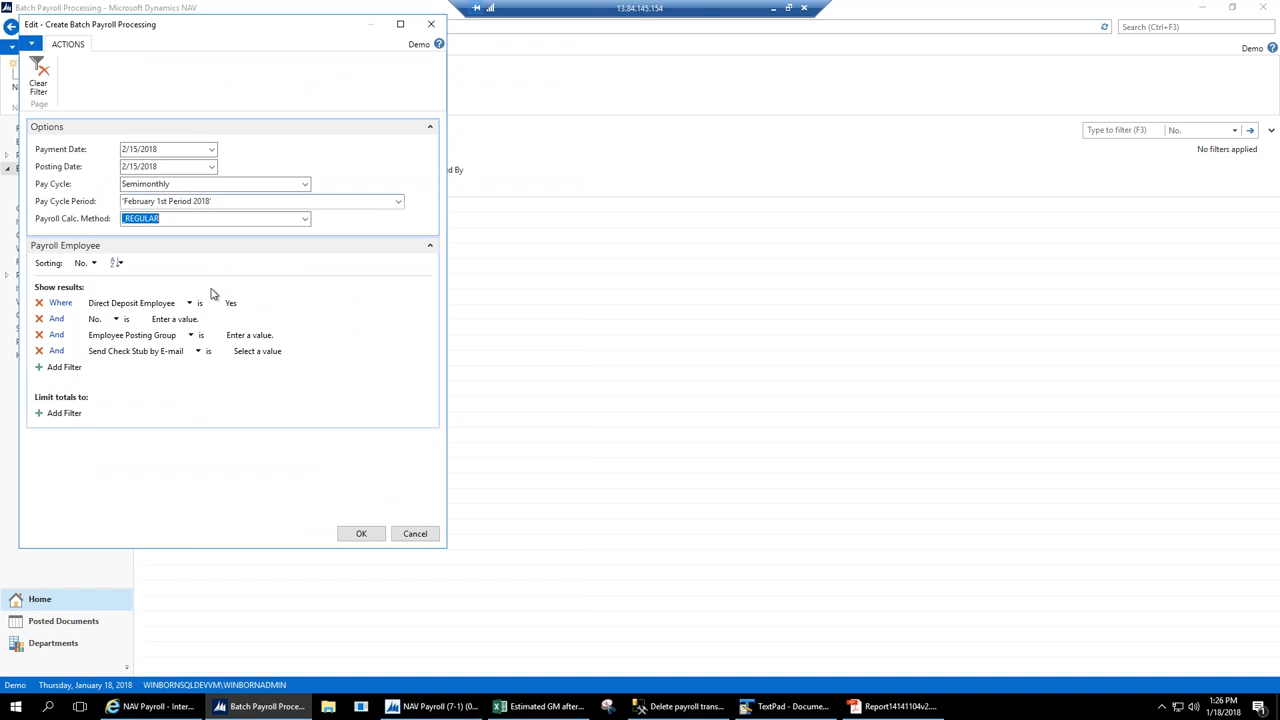 Batch Payroll Processing - Microsoft Dynamics NAV
13.84.145.154
Edit - Create Batch Payroll Processing
Search (Ctrl+F3)
ACTIONS
Demo
Demo
Clear
Filter
Page
Options
Type to filter (F3)
No.
No filters applied
Payment Date:
2/15/2018
Posting Date:
2/15/2018
ed By
Pay Cycle:
Semimonthly
Pay Cycle Period:
'February 1st Period 2018'
Payroll Calc. Method:
_REGULAR
Payroll Employee
Sorting:
No.
Show results:
Where Direct Deposit Employee is Yes
And No. is Enter a value.
And Employee Posting Group is Enter a value.
And Send Check Stub by E-mail is Select a value
Add Filter
Limit totals to:
Add Filter
OK
Cancel
Home
Posted Documents
Departments
Demo
Thursday, January 18, 2018
WINBORNSQLDEVVM\WINBORNADMIN
NAV Payroll - Inter...
Batch Payroll Proce...
NAV Payroll (7-1) (0...
Estimated GM after...
Delete payroll trans...
TextPad - Docume...
Report14141104v2....
1:26 PM
1/18/2018